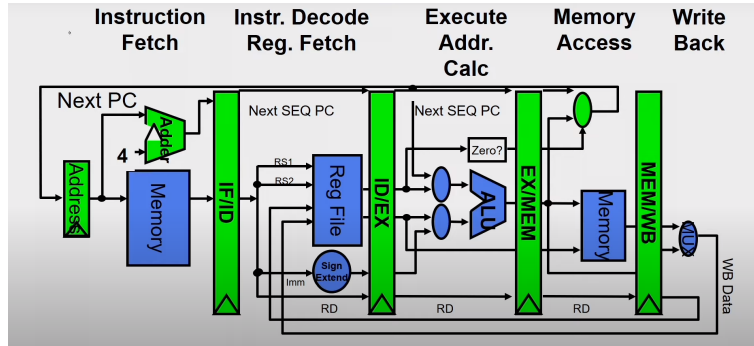 Instruction
Fetch
Instr. Decode
Reg. Fetch
Execute
Addr.
Calc
Memory
Access
Write
Back
Next PC
Adder
4
Address
Memory
IF/ID
Next SEQ PC
RS1
RS2
Reg File
Sign
Extend
Imm
RD
ID/EX
Next SEQ PC
Zero?
ALU
RD
EX/MEM
Memory
RD
MEM/WB
MUX
WB Data